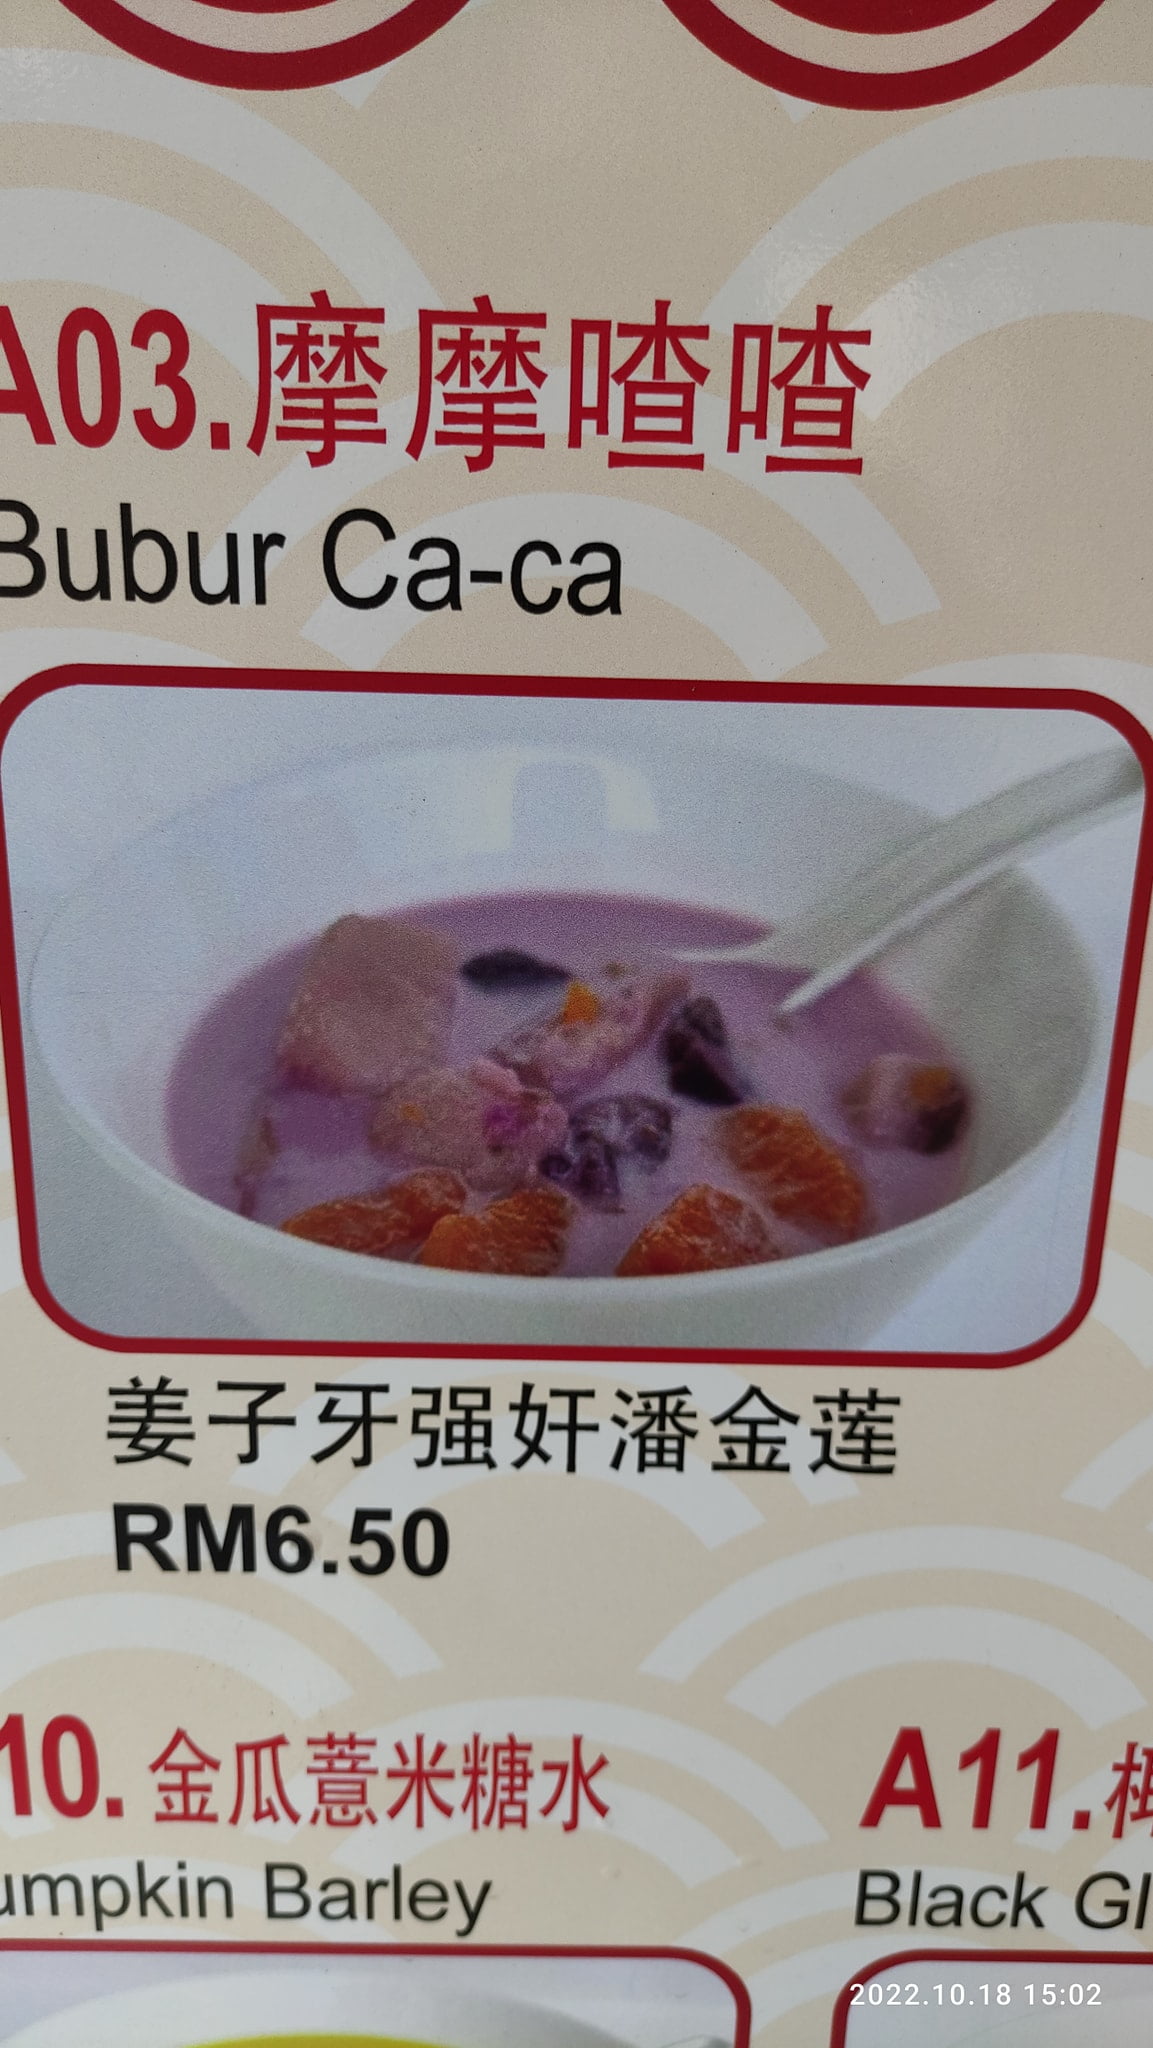 A03.摩摩喳喳
Bubur Ca-ca
姜子牙强奸潘金莲
RM6.50
10. 金瓜薏米糖水
umpkin Barley
A11.
Black Gl
2022.10.18 15:02